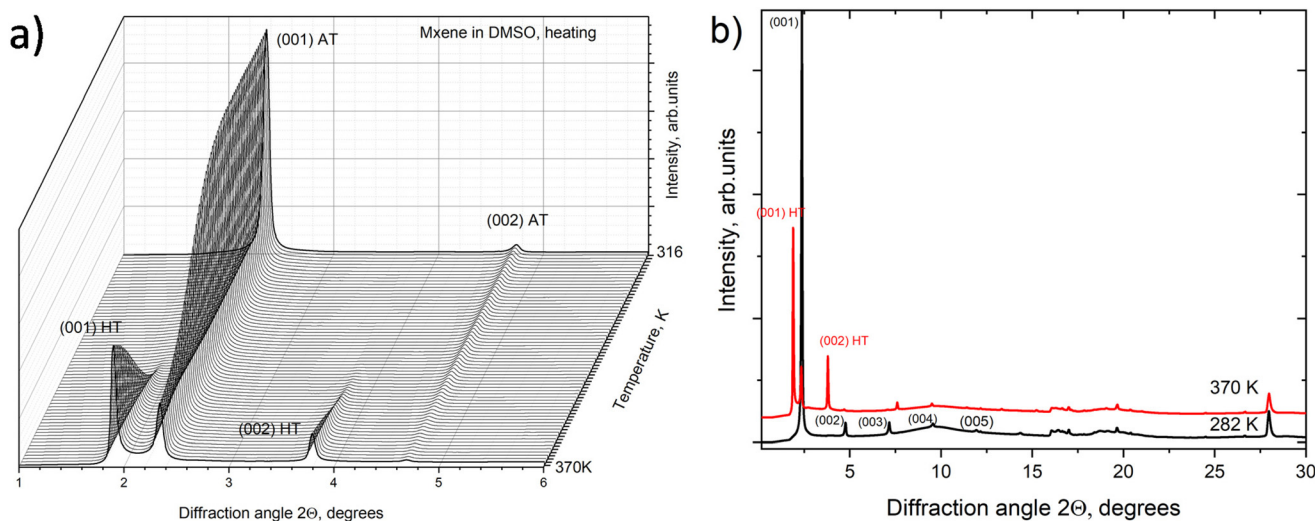 a)
Mxene in DMSO, heating
(001) AT
Intensity, arb.units
(002) AT
316
(001) HT
Temperature, K
(002) HT
370K
1 2 3 4 5 6
Diffraction angle 2Θ, degrees
b)
(001)
Intensity, arb.units
(001) HT
(002) HT
370 K
282 K
(002) (003) (004) (005)
5 10 15 20 25 30
Diffraction angle 2Θ, degrees